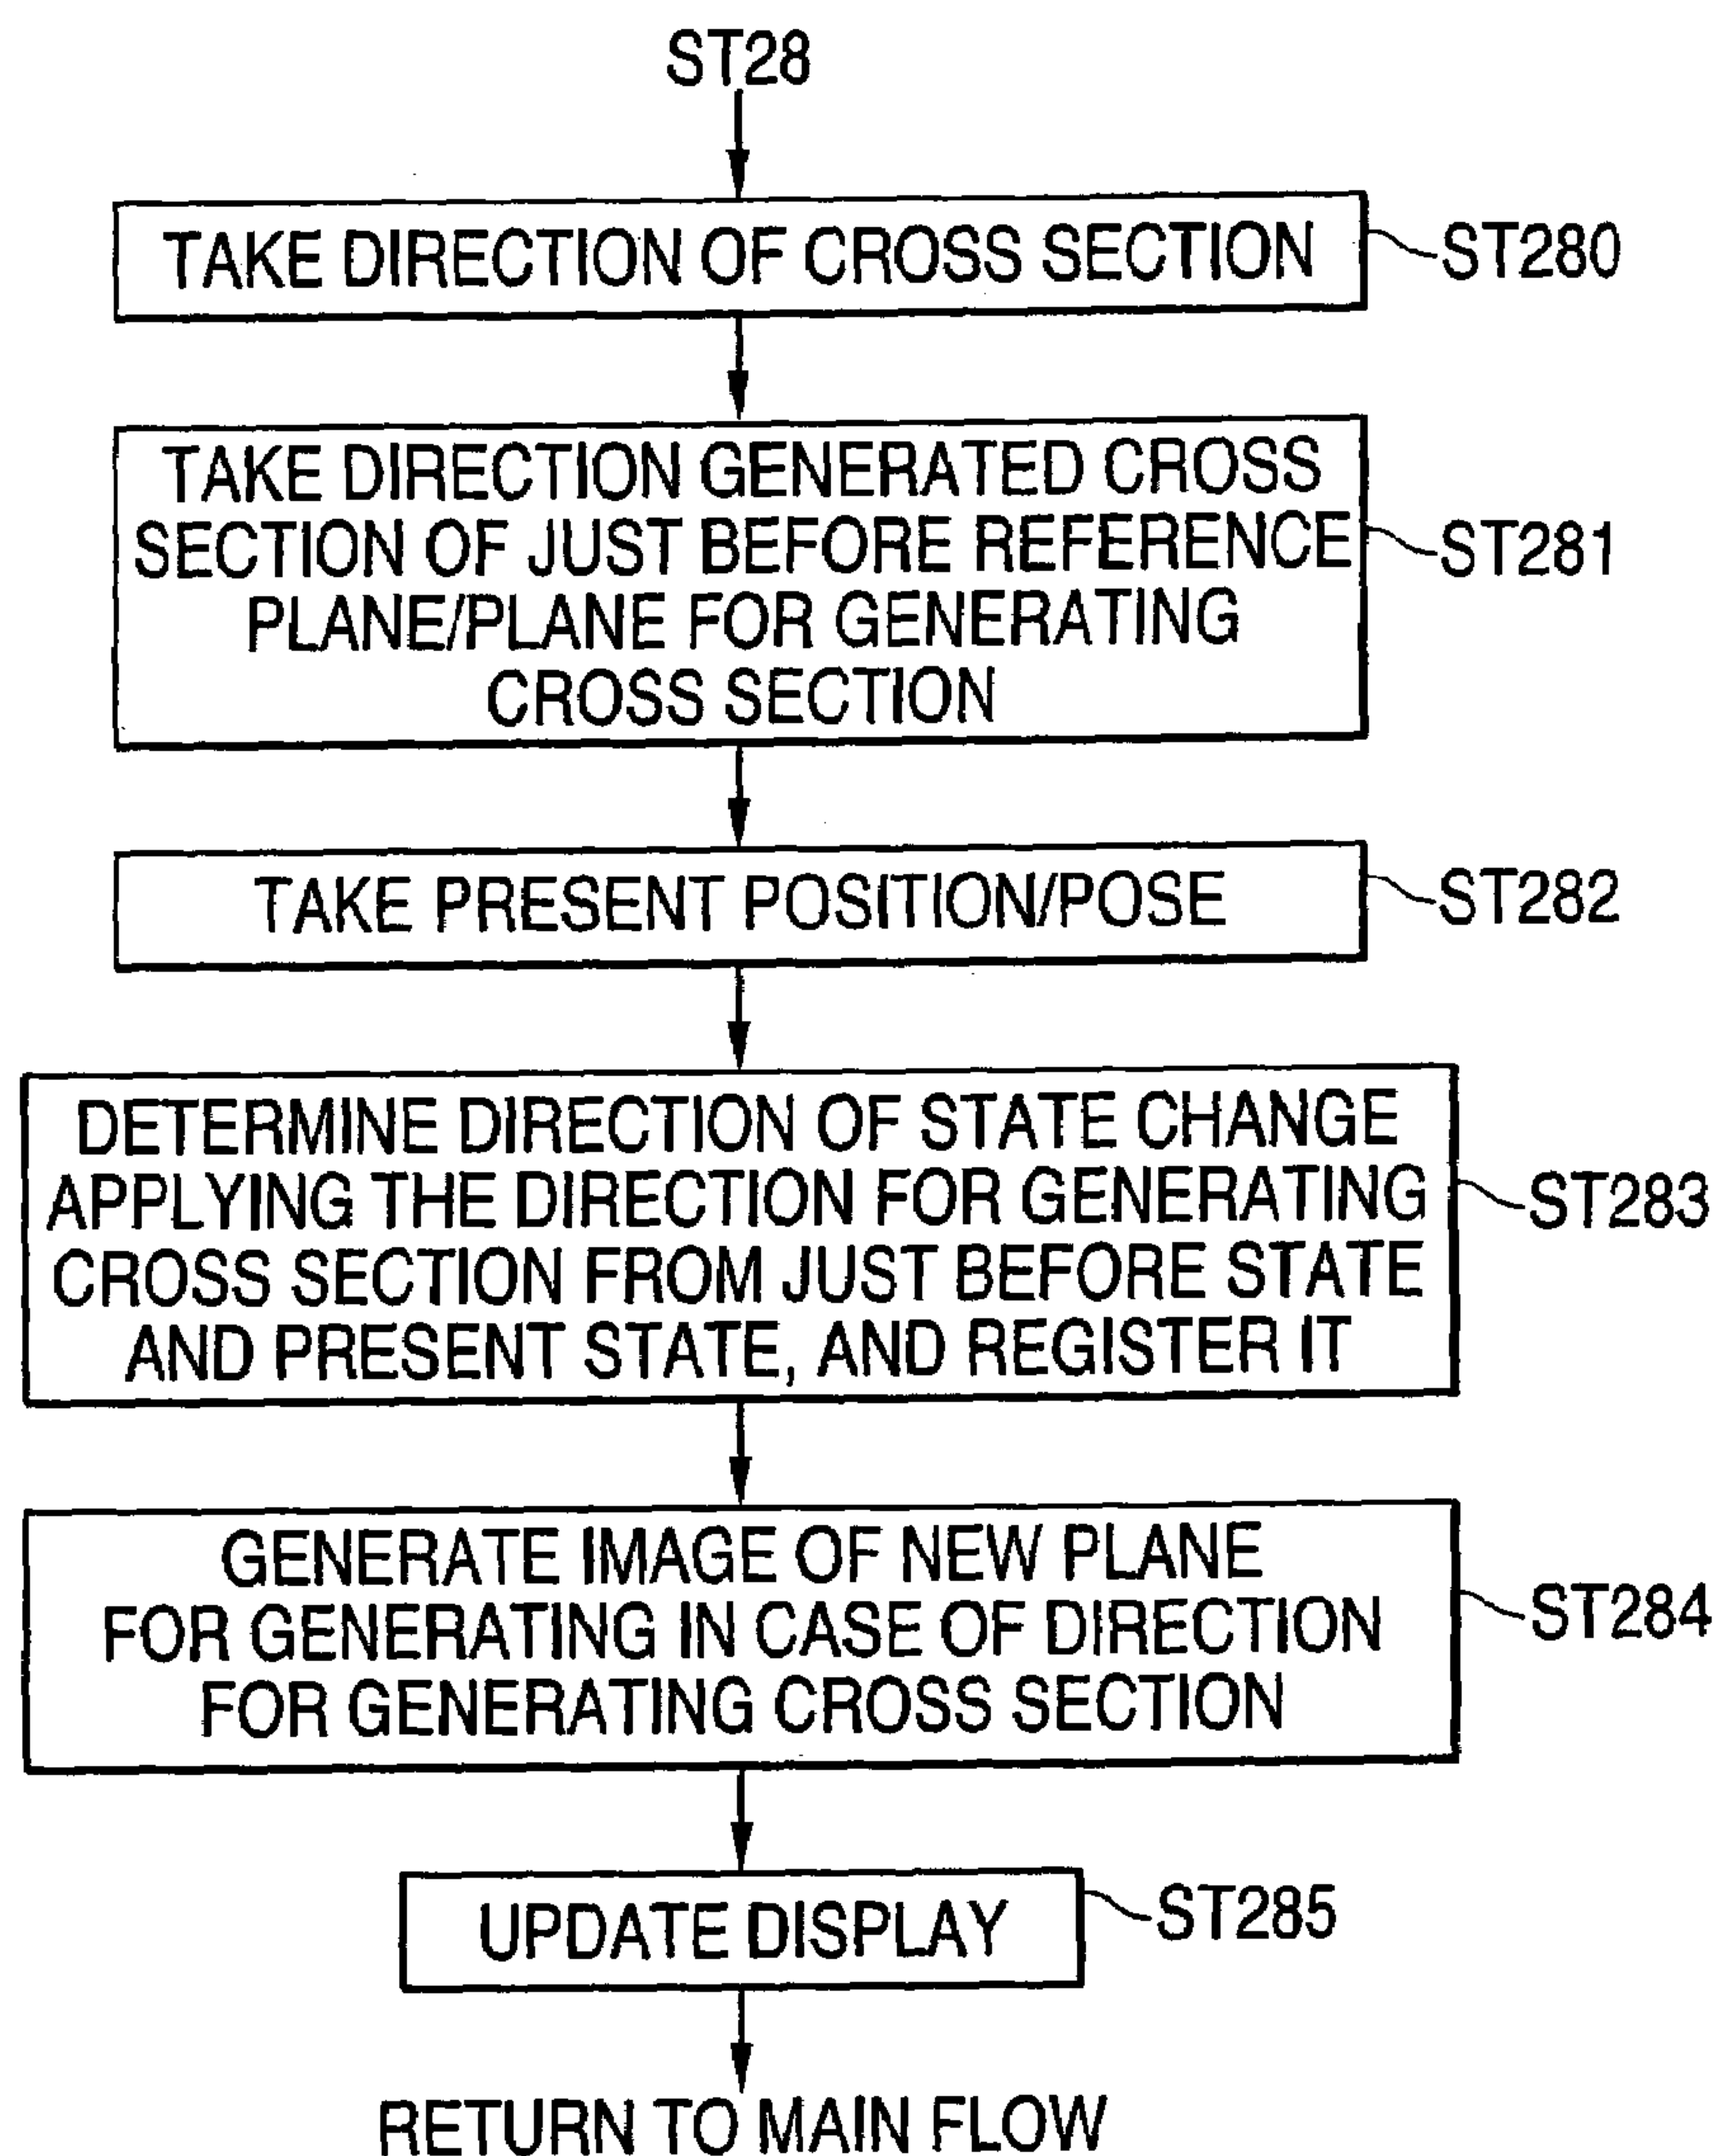 ST28
TAKE DIRECTION OF CROSS SECTION
ST280
TAKE DIRECTION GENERATED CROSS
SECTION OF JUST BEFORE REFERENCE
PLANE/PLANE FOR GENERATING
CROSS SECTION
ST281
TAKE PRESENT POSITION/POSE
ST282
DETERMINE DIRECTION OF STATE CHANGE
APPLYING THE DIRECTION FOR GENERATING
CROSS SECTION FROM JUST BEFORE STATE
AND PRESENT STATE, AND REGISTER IT
ST283
GENERATE IMAGE OF NEW PLANE
FOR GENERATING IN CASE OF DIRECTION
FOR GENERATING CROSS SECTION
ST284
UPDATE DISPLAY
ST285
RETURN TO MAIN FLOW